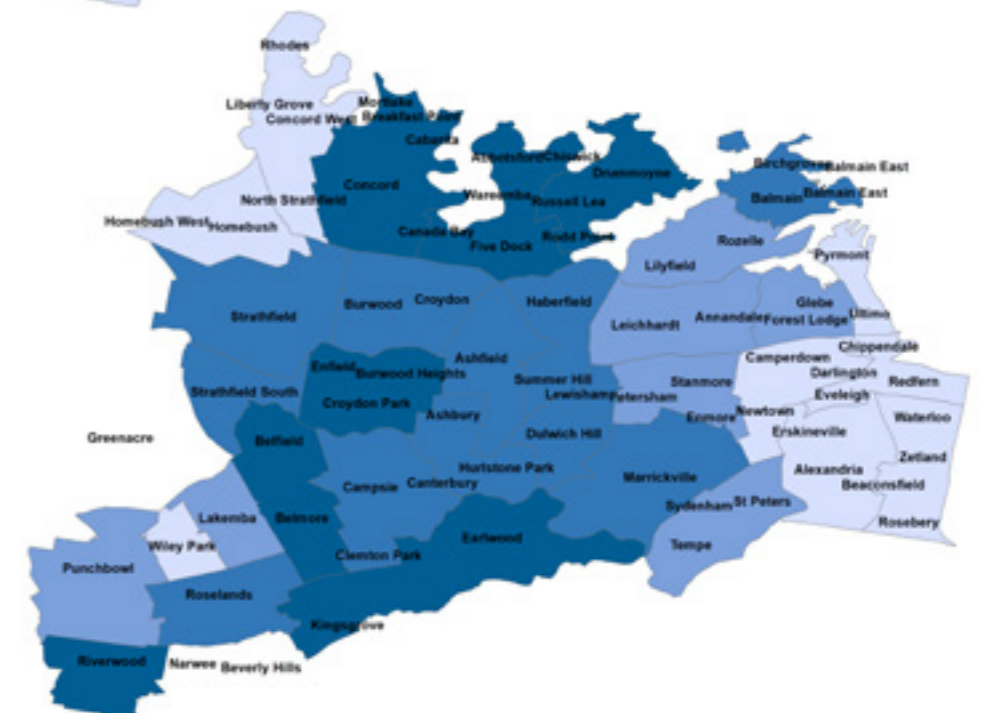 Rhodes
Liberty Grove
Mortlake
Concord West
Breakfast Point
Cabarita
Abbotsford
Chiswick
Birchgrove
Balmain East
Drummoyne
Concord
Wareemba
Balmain
Balmain East
North Strathfield
Russell Lea
Homebush West
Homebush
Canada Bay
Rodd Point
Rozelle
Five Dock
Pyrmont
Lilyfield
Burwood
Croydon
Haberfield
Glebe
Strathfield
Leichhardt
Annandale
Forest Lodge
Ultimo
Chippendale
Ashfield
Camperdown
Enfield
Burwood Heights
Darlington
Summer Hill
Stanmore
Redfern
Strathfield South
Lewisham
Petersham
Eveleigh
Croydon Park
Ashbury
Enmore
Newtown
Waterloo
Greenacre
Belfield
Dulwich Hill
Erskineville
Zetland
Hurlstone Park
Alexandria
Campsie
Canterbury
Marrickville
Beaconsfield
Lakemba
Belmore
Sydenham
St Peters
Rosebery
Earlwood
Wiley Park
Tempe
Clemton Park
Punchbowl
Roselands
Kingsgrove
Riverwood
Narwee
Beverly Hills